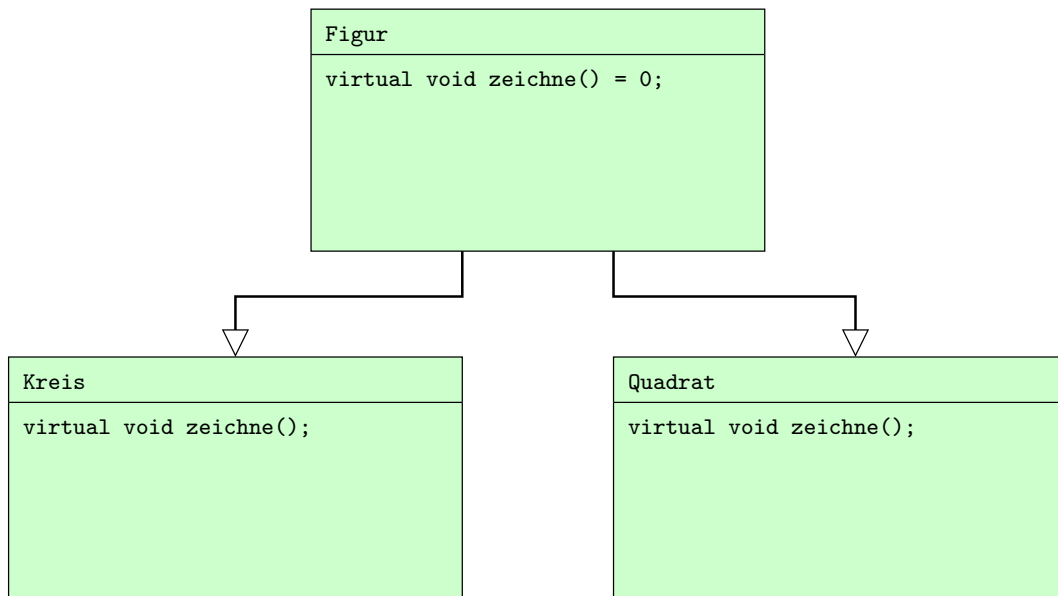 Figur
virtual void zeichne() = 0;
Kreis
virtual void zeichne();
Quadrat
virtual void zeichne();